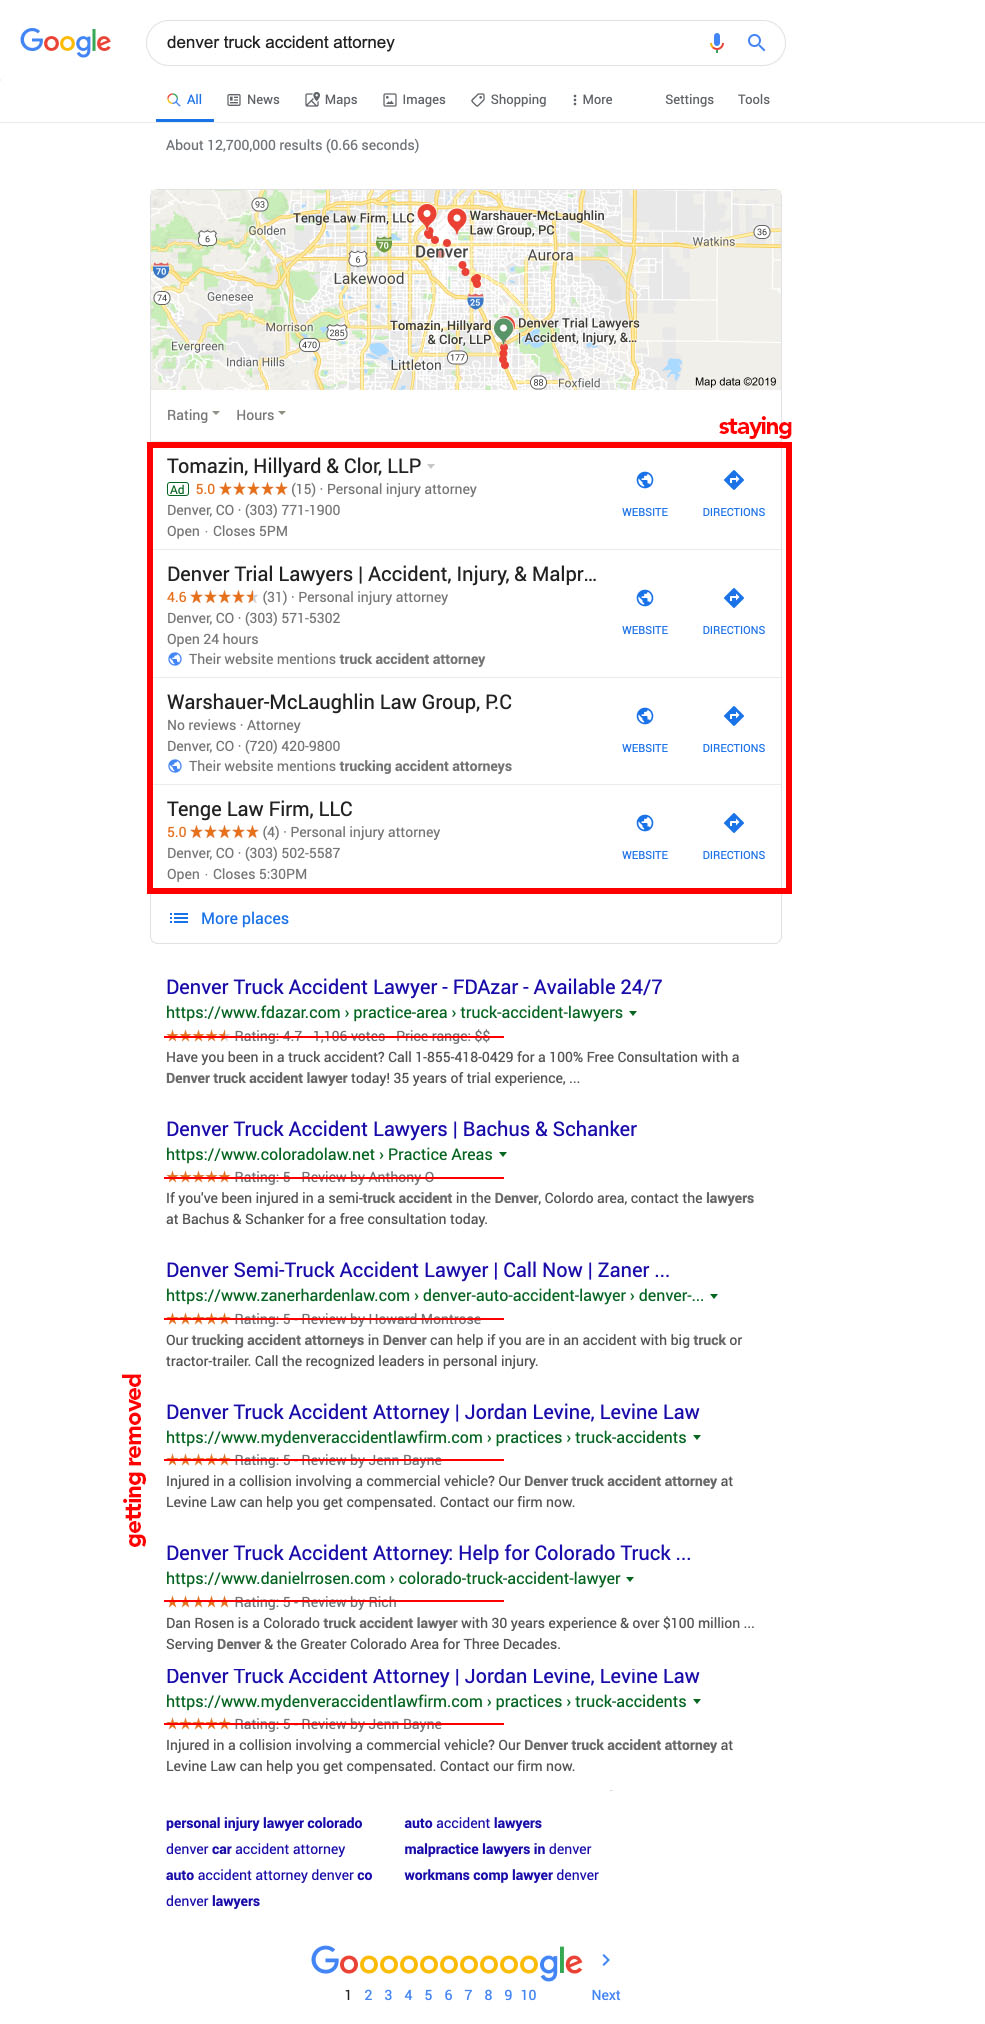 Google
denver truck accident attorney
All News Maps Images Shopping More Settings Tools
About 12,700,000 results (0.66 seconds)
93
Golden
Tenge Law Firm, LLC
Warshauer-McLaughlin
Law Group, PC
6
70
Denver
Watkins
36
6
Aurora
70
Lakewood
74
Genesee
25
Morrison
285
Tomazin, Hillyard
& Clor, LLP
Denver Trial Lawyers
| Accident, Injury, &...
Evergreen
470
Indian Hills
177
Littleton
88
Foxfield
Map data ©2019
Rating Hours
staying
Tomazin, Hillyard & Clor, LLP
Ad 5.0 ★★★★★ (15) · Personal injury attorney
Denver, CO · (303) 771-1900
Open · Closes 5PM
WEBSITE DIRECTIONS
Denver Trial Lawyers | Accident, Injury, & Malpr...
4.6 ★★★★★ (31) · Personal injury attorney
Denver, CO · (303) 571-5302
Open 24 hours
Their website mentions truck accident attorney
WEBSITE DIRECTIONS
Warshauer-McLaughlin Law Group, P.C
No reviews · Attorney
Denver, CO · (720) 420-9800
Their website mentions trucking accident attorneys
WEBSITE DIRECTIONS
Tenge Law Firm, LLC
5.0 ★★★★★ (4) · Personal injury attorney
Denver, CO · (303) 502-5587
Open · Closes 5:30PM
WEBSITE DIRECTIONS
More places
getting removed
Denver Truck Accident Lawyer - FDAzar - Available 24/7
https://www.fdazar.com › practice-area › truck-accident-lawyers
★★★★★ Rating: 4.7 - 1,106 votes - Price range: $$
Have you been in a truck accident? Call 1-855-418-0429 for a 100% Free Consultation with a
Denver truck accident lawyer today! 35 years of trial experience, ...
Denver Truck Accident Lawyers | Bachus & Schanker
https://www.coloradolaw.net › Practice Areas
★★★★★ Rating: 5 - Review by Anthony O
If you've been injured in a semi-truck accident in the Denver, Colordo area, contact the lawyers
at Bachus & Schanker for a free consultation today.
Denver Semi-Truck Accident Lawyer | Call Now | Zaner ...
https://www.zanerhardenlaw.com › denver-auto-accident-lawyer › denver-...
★★★★★ Rating: 5 - Review by Howard Montrose
Our trucking accident attorneys in Denver can help if you are in an accident with big truck or
tractor-trailer. Call the recognized leaders in personal injury.
Denver Truck Accident Attorney | Jordan Levine, Levine Law
https://www.mydenveraccidentlawfirm.com › practices › truck-accidents
★★★★★ Rating: 5 - Review by Jenn Bayne
Injured in a collision involving a commercial vehicle? Our Denver truck accident attorney at
Levine Law can help you get compensated. Contact our firm now.
Denver Truck Accident Attorney: Help for Colorado Truck ...
https://www.danielrrosen.com › colorado-truck-accident-lawyer
★★★★★ Rating: 5 - Review by Rich
Dan Rosen is a Colorado truck accident lawyer with 30 years experience & over $100 million ...
Serving Denver & the Greater Colorado Area for Three Decades.
Denver Truck Accident Attorney | Jordan Levine, Levine Law
https://www.mydenveraccidentlawfirm.com › practices › truck-accidents
★★★★★ Rating: 5 - Review by Jenn Bayne
Injured in a collision involving a commercial vehicle? Our Denver truck accident attorney at
Levine Law can help you get compensated. Contact our firm now.
personal injury lawyer colorado auto accident lawyers
denver car accident attorney malpractice lawyers in denver
auto accident attorney denver co workmans comp lawyer denver
denver lawyers
Goooooooooogle
1 2 3 4 5 6 7 8 9 10 Next